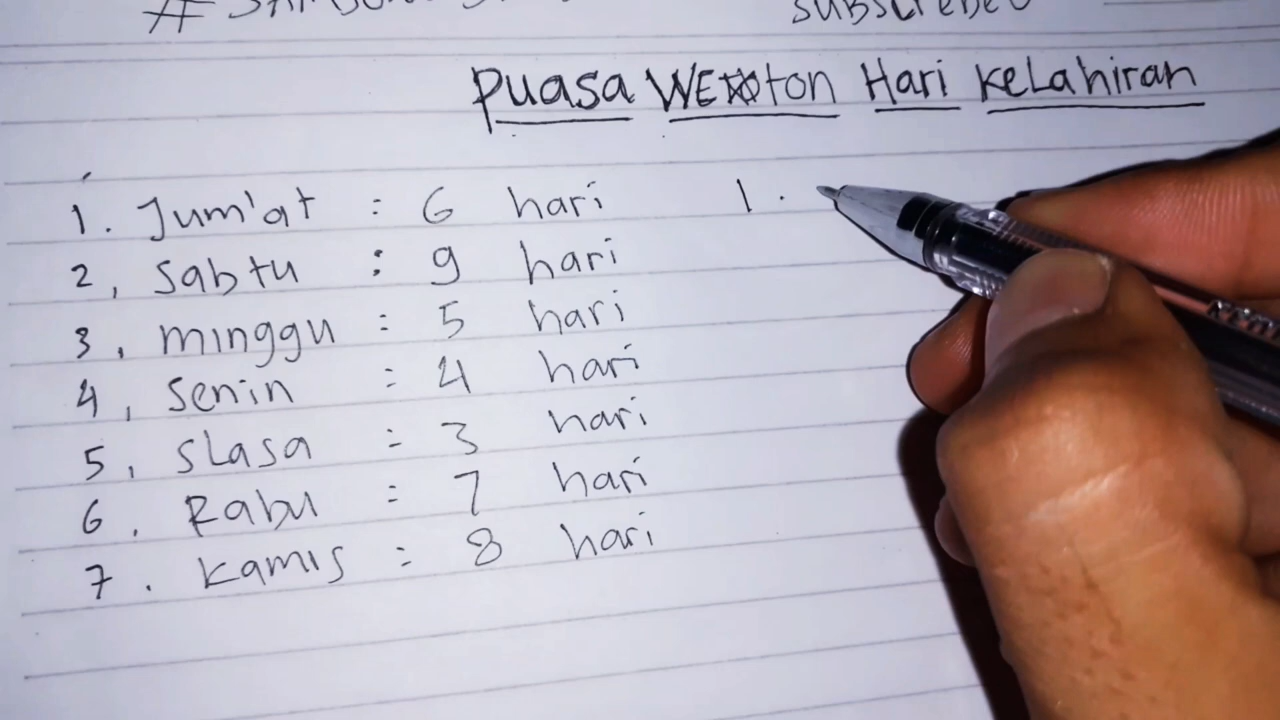 subscrebe
Puasa WEton Hari KeLahiran
1. Jum'at : 6 hari
2, Sabtu : 9 hari
3, minggu : 5 hari
4, Senin : 4 hari
5, SLasa : 3 hari
6. Rabu : 7 hari
7. Kamis : 8 hari
1.